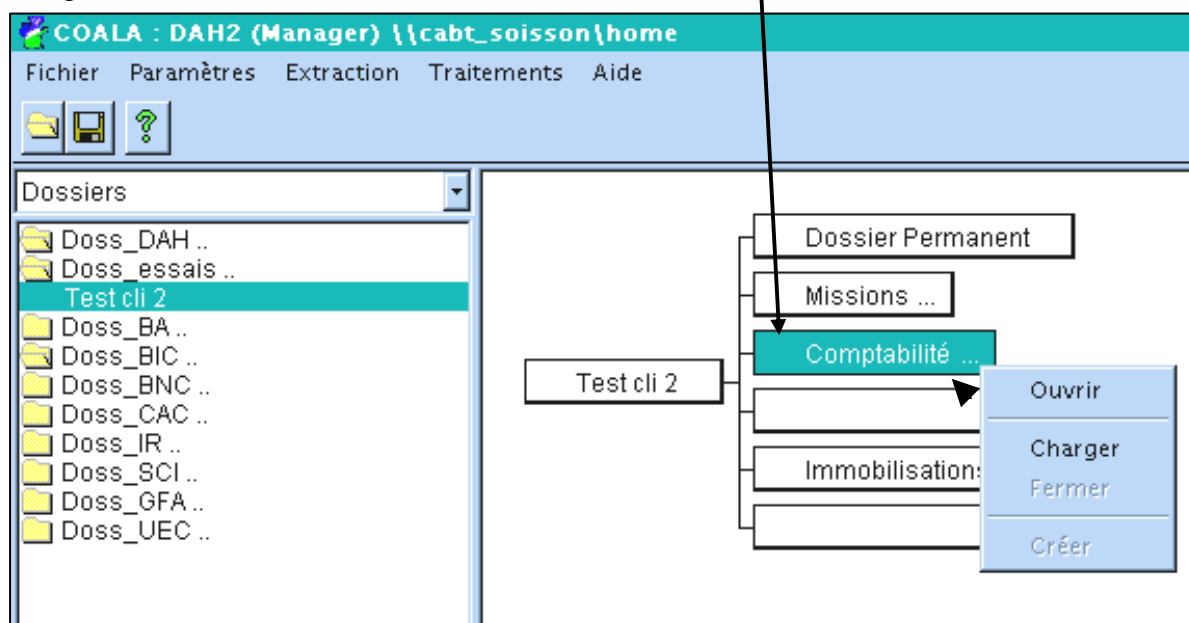 COALA : DAH2 (Manager) \\cabt_soisson\home
Fichier Paramètres Extraction Traitements Aide
Dossiers
Doss_DAH ..
Doss_essais ..
Test cli 2
Doss_BA ..
Doss_BIC ..
Doss_BNC ..
Doss_CAC ..
Doss_IR ..
Doss_SCI ..
Doss_GFA ..
Doss_UEC ..
Test cli 2
Dossier Permanent
Missions ...
Comptabilité ...
Immobilisations
Ouvrir
Charger
Fermer
Créer